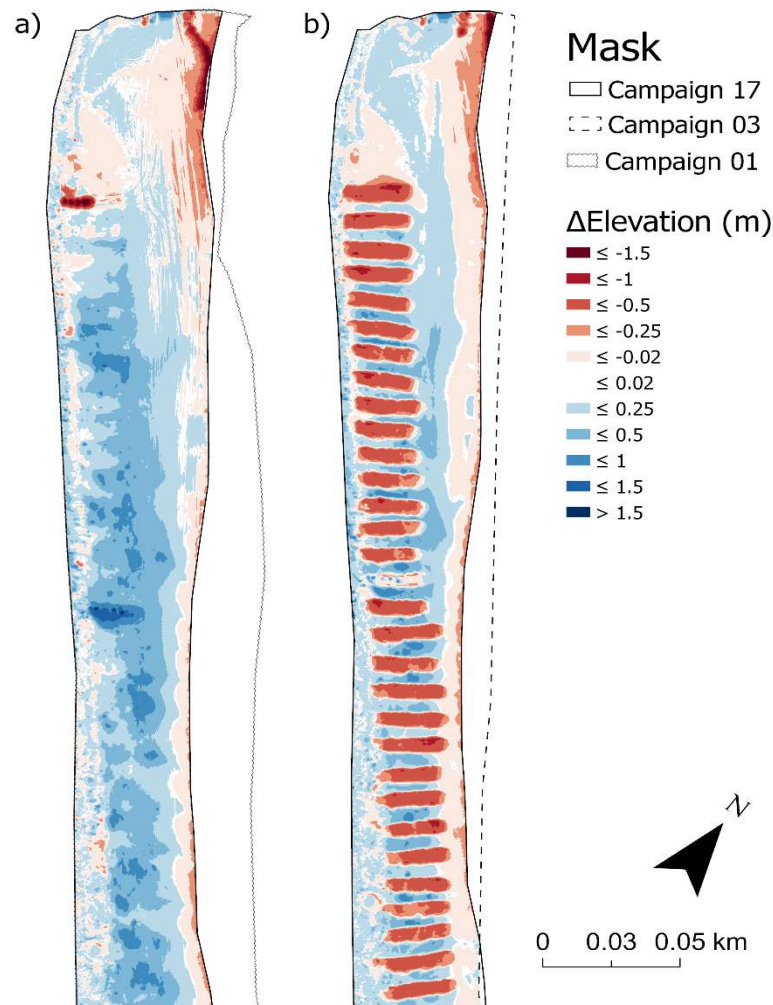 a)
b)
Mask
Campaign 17
Campaign 03
Campaign 01
ΔElevation (m)
≤ -1.5
≤ -1
≤ -0.5
≤ -0.25
≤ -0.02
≤ 0.02
≤ 0.25
≤ 0.5
≤ 1
≤ 1.5
> 1.5
N
0 0.03 0.05 km